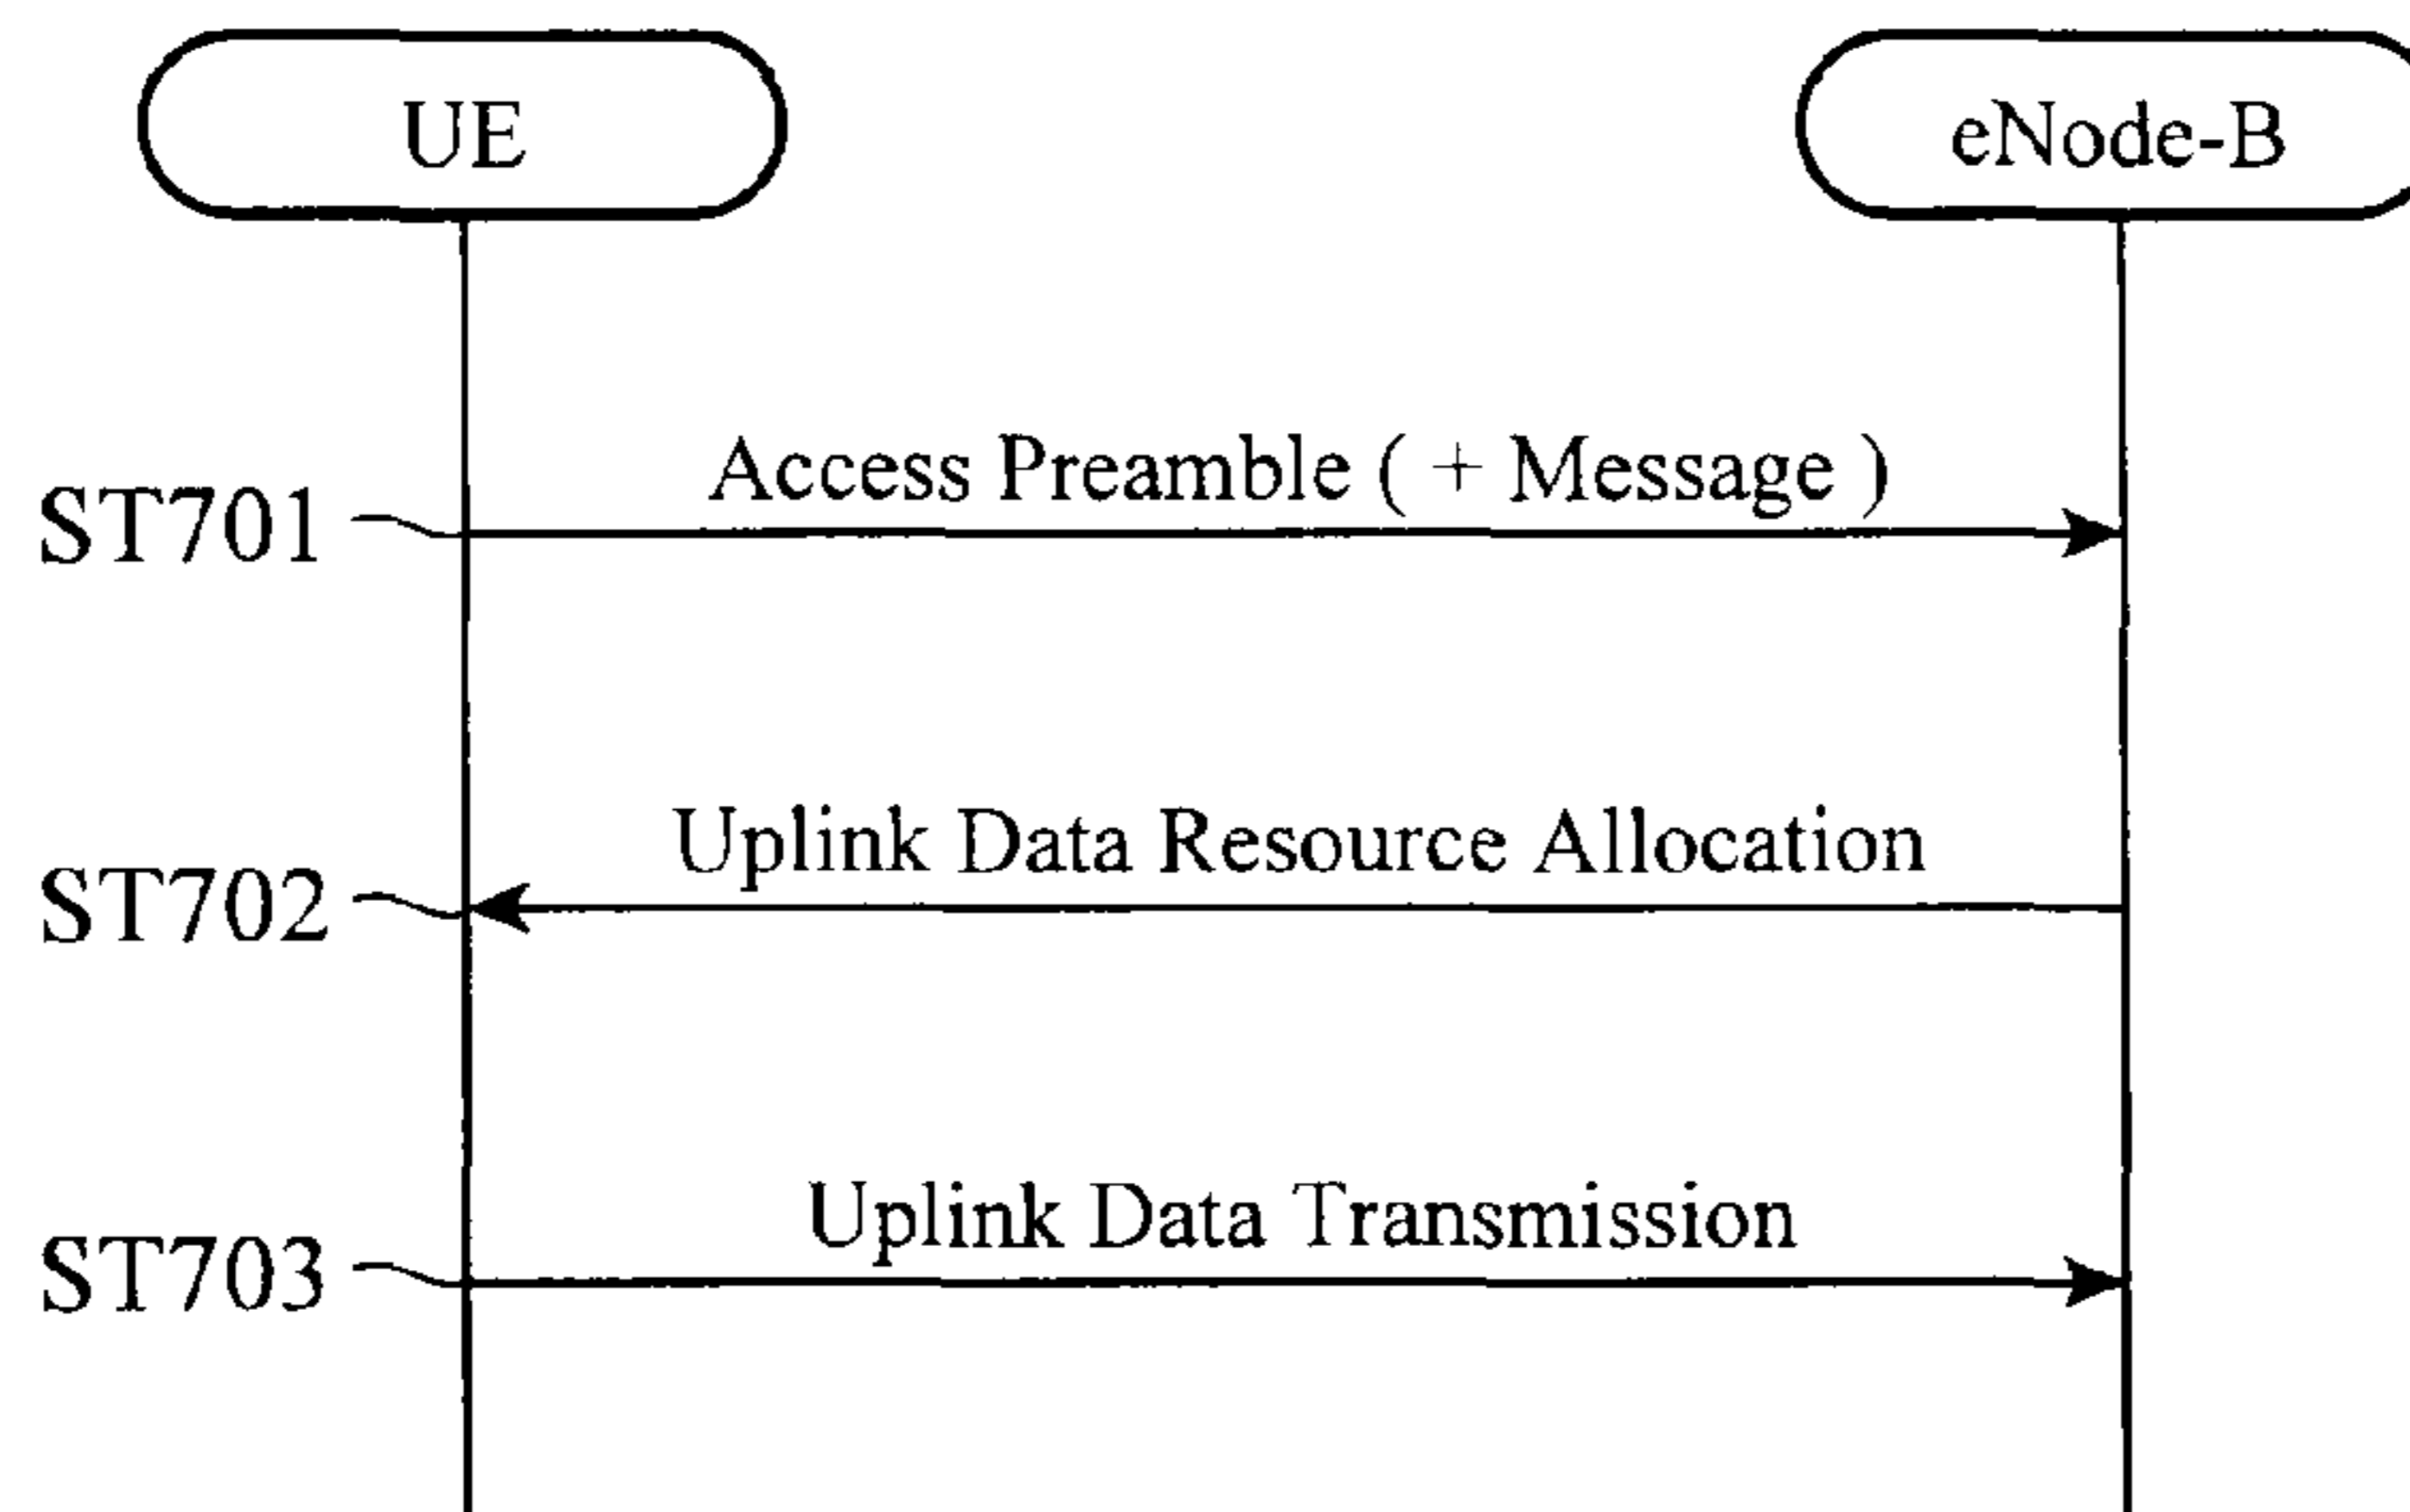 UE
eNode-B
Access Preamble ( + Message )
ST701
Uplink Data Resource Allocation
ST702
Uplink Data Transmission
ST703